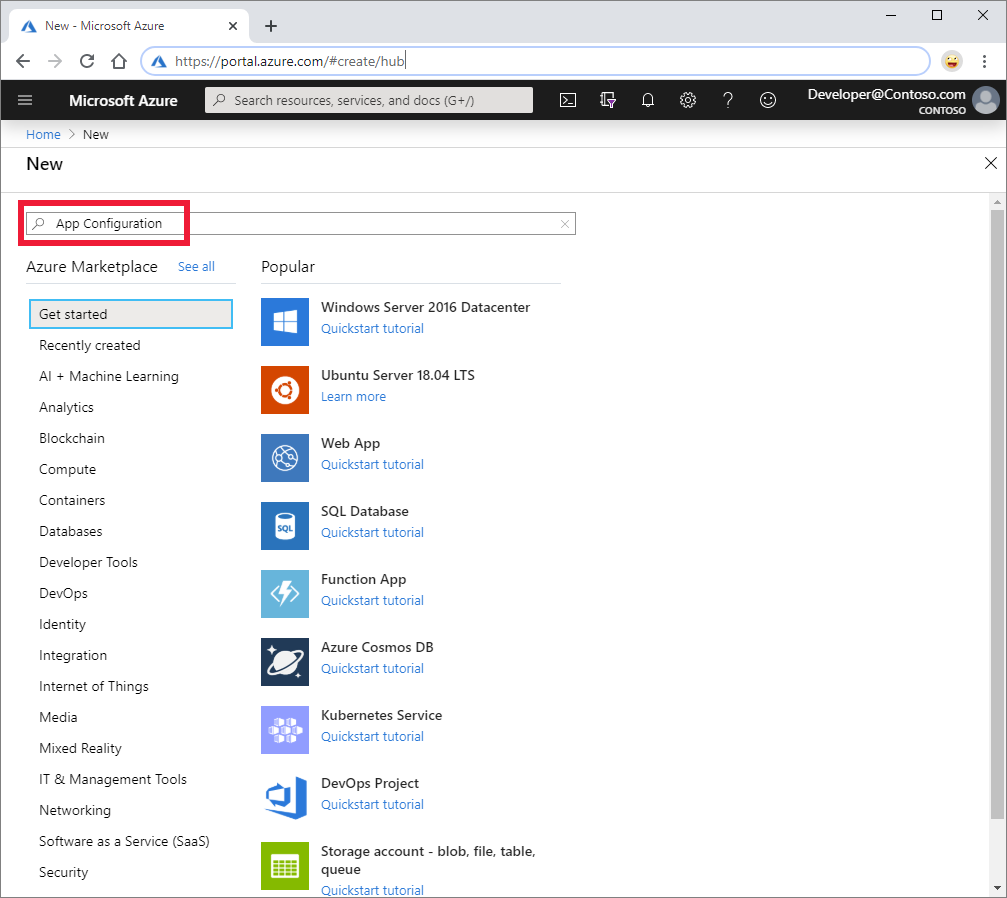 New - Microsoft Azure
https://portal.azure.com/#create/hub
Microsoft Azure
Search resources, services, and docs (G+/)
Developer@Contoso.com
CONTOSO
Home > New
New
App Configuration
Azure Marketplace See all
Get started
Recently created
AI + Machine Learning
Analytics
Blockchain
Compute
Containers
Databases
Developer Tools
DevOps
Identity
Integration
Internet of Things
Media
Mixed Reality
IT & Management Tools
Networking
Software as a Service (SaaS)
Security
Popular
Windows Server 2016 Datacenter
Quickstart tutorial
Ubuntu Server 18.04 LTS
Learn more
Web App
Quickstart tutorial
SQL
SQL Database
Quickstart tutorial
Function App
Quickstart tutorial
Azure Cosmos DB
Quickstart tutorial
Kubernetes Service
Quickstart tutorial
DevOps Project
Quickstart tutorial
Storage account - blob, file, table,
queue
Quickstart tutorial